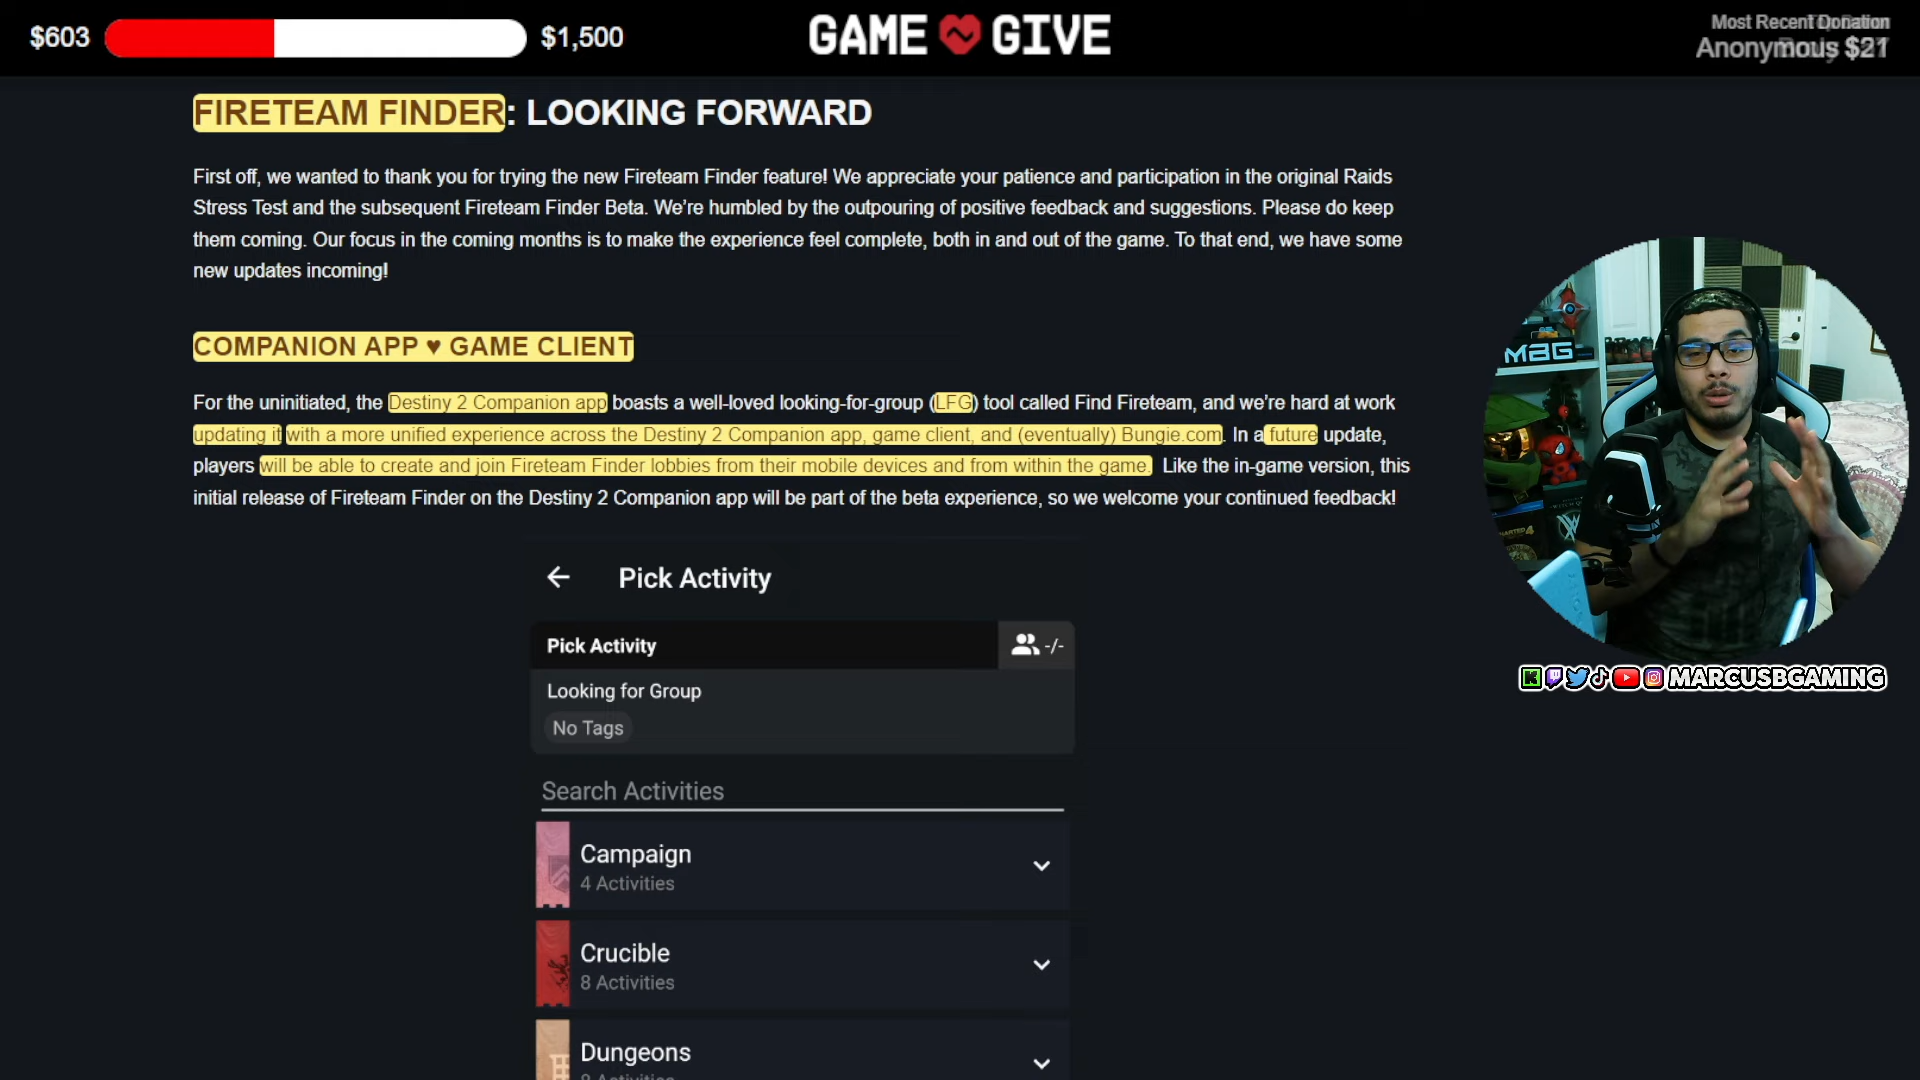 $603
$1,500
GAME GIVE
Most Recent Donation
Anonymous $21
FIRETEAM FINDER: LOOKING FORWARD
First off, we wanted to thank you for trying the new Fireteam Finder feature! We appreciate your patience and participation in the original Raids
Stress Test and the subsequent Fireteam Finder Beta. We’re humbled by the outpouring of positive feedback and suggestions. Please do keep
them coming. Our focus in the coming months is to make the experience feel complete, both in and out of the game. To that end, we have some
new updates incoming!
COMPANION APP ♥ GAME CLIENT
For the uninitiated, the Destiny 2 Companion app boasts a well-loved looking-for-group (LFG) tool called Find Fireteam, and we’re hard at work
updating it with a more unified experience across the Destiny 2 Companion app, game client, and (eventually) Bungie.com. In a future update,
players will be able to create and join Fireteam Finder lobbies from their mobile devices and from within the game. Like the in-game version, this
initial release of Fireteam Finder on the Destiny 2 Companion app will be part of the beta experience, so we welcome your continued feedback!
MBG
MARCUSBGAMING
Pick Activity
Pick Activity
-/-
Looking for Group
No Tags
Search Activities
Campaign
4 Activities
Crucible
8 Activities
Dungeons
Activities